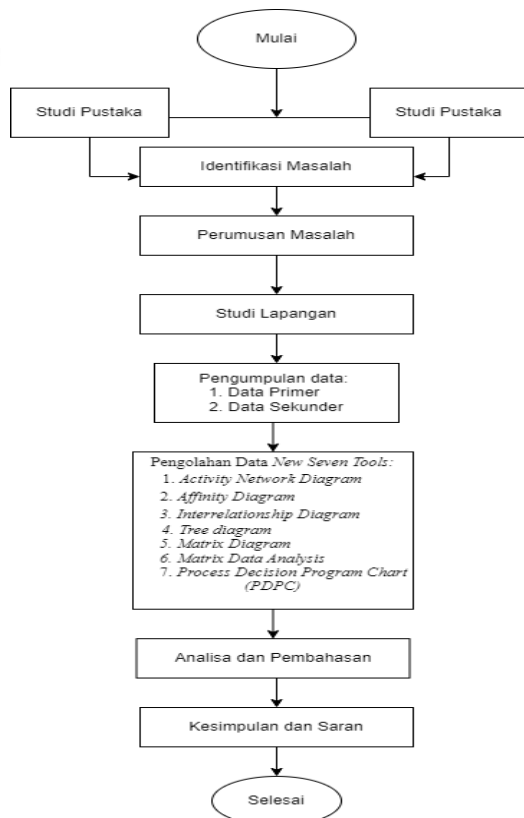 Mulai
Studi Pustaka
Studi Pustaka
Identifikasi Masalah
Perumusan Masalah
Studi Lapangan
Pengumpulan data:
1. Data Primer
2. Data Sekunder
Pengolahan Data New Seven Tools:
1. Activity Network Diagram
2. Affinity Diagram
3. Interrelationship Diagram
4. Tree diagram
5. Matrix Diagram
6. Matrix Data Analysis
7. Process Decision Program Chart
(PDPC)
Analisa dan Pembahasan
Kesimpulan dan Saran
Selesai